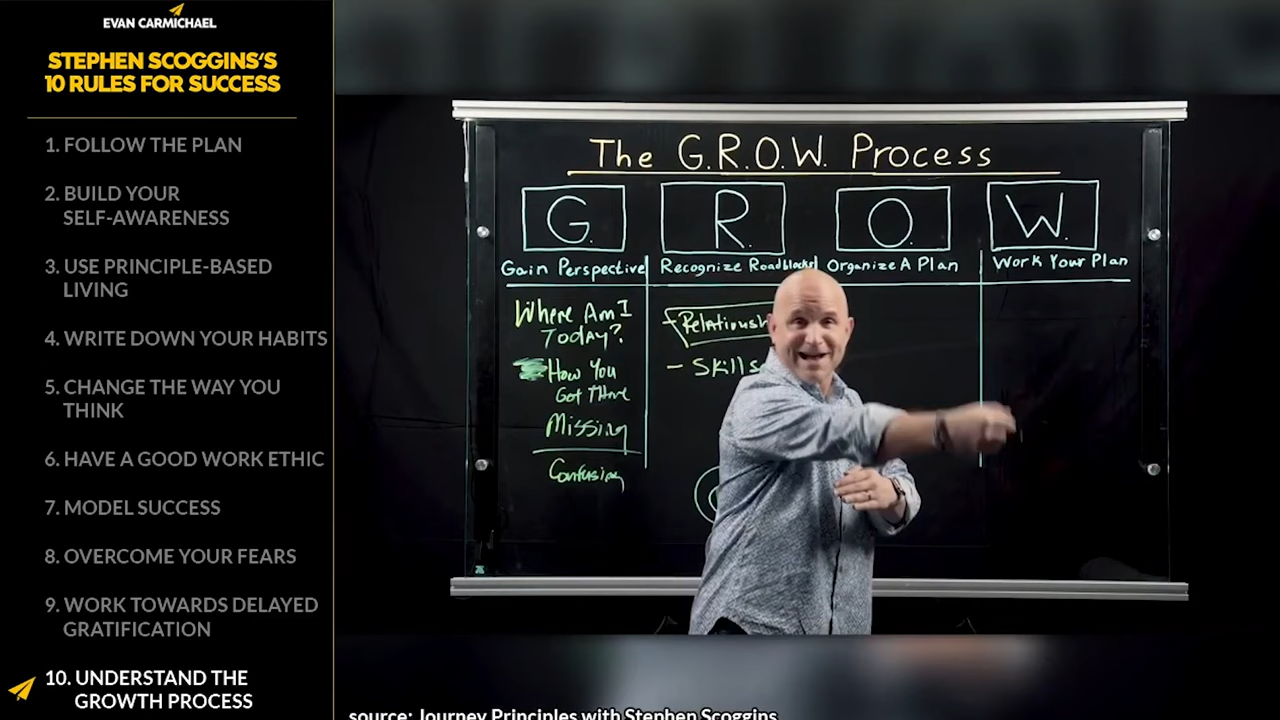 EVAN CARMICHAEL
STEPHEN SCOGGINS'S
10 RULES FOR SUCCESS
1. FOLLOW THE PLAN
2. BUILD YOUR
SELF-AWARENESS
3. USE PRINCIPLE-BASED
LIVING
4. WRITE DOWN YOUR HABITS
5. CHANGE THE WAY YOU
THINK
6. HAVE A GOOD WORK ETHIC
7. MODEL SUCCESS
8. OVERCOME YOUR FEARS
9. WORK TOWARDS DELAYED
GRATIFICATION
10. UNDERSTAND THE
GROWTH PROCESS
The G.R.O.W. Process
G. R. O. W.
Gain Perspective Recognize Roadblocks Organize A Plan Work Your Plan
Where Am I
Today?
How You
Got There
Missing
Confusing
- Skills
source: Journey Principles with Stephen Scoggins